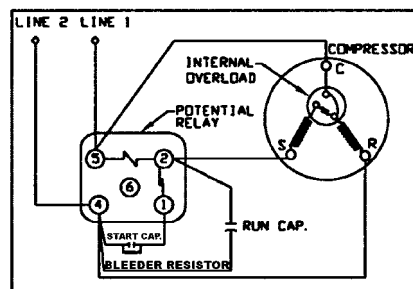 LINE 2 LINE 1
COMPRESSOR
C
INTERNAL
OVERLOAD
POTENTIAL
RELAY
S
R
5
2
6
4
1
START CAP.
RUN CAP.
BLEEDER RESISTOR